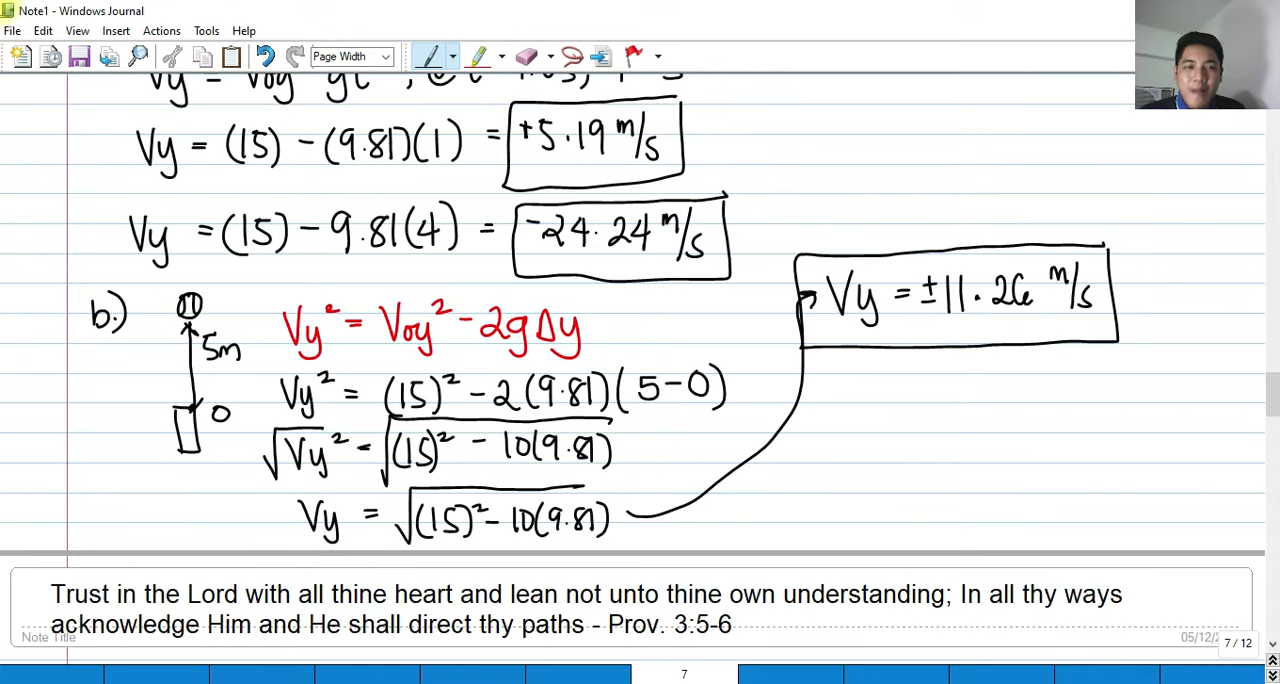 Note1 - Windows Journal
File Edit View Insert Actions Tools Help
Page Width
Vy = (15) - (9.81)(1) = +5.19 m/s
Vy = (15) - 9.81(4) = -24.24 m/s
Vy = ±11.26 m/s
b.)
5m
0
Vy² = Voy² - 2gΔy
Vy² = (15)² - 2(9.81)(5-0)
√Vy² = √(15)² - 10(9.81)
Vy = √(15)² - 10(9.81)
Trust in the Lord with all thine heart and lean not unto thine own understanding; In all thy ways
acknowledge Him and He shall direct thy paths - Prov. 3:5-6
Note Title
05/12/2
7 / 12
7